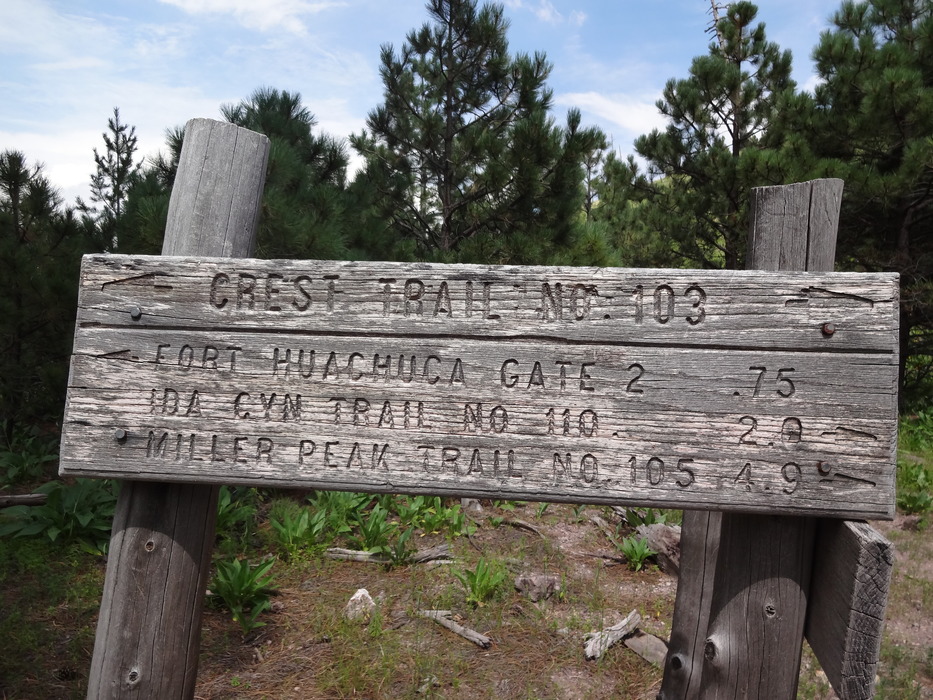 CREST TRAIL NO. 103
FORT HUACHUCA GATE 2 .75
IDA CYN TRAIL NO 110. 2.0
MILLER PEAK TRAIL NO. 105 4.9